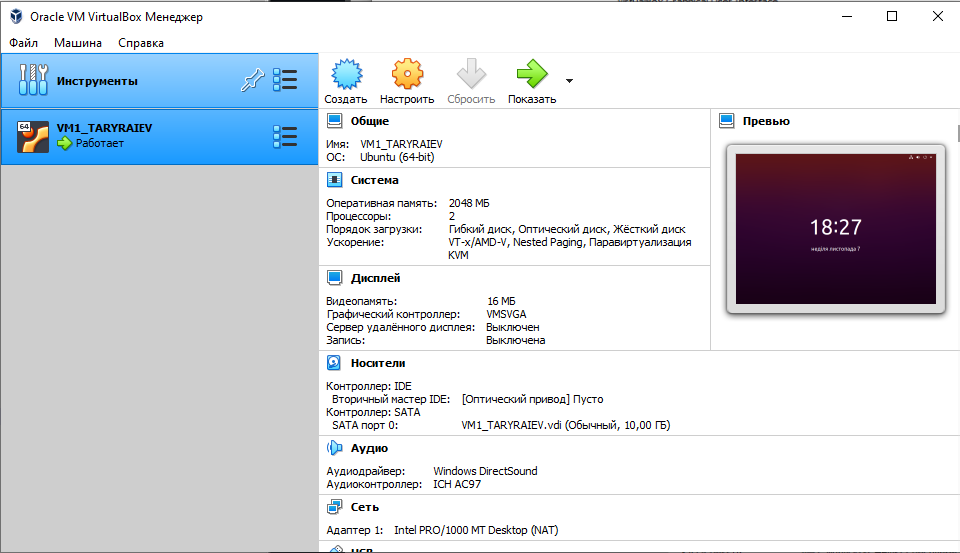 Oracle VM VirtualBox Менеджер
Файл Машина Справка
Инструменты
Создать Настроить Сбросить Показать
64
VM1_TARYRAIEV
Работает
Общие
Имя: VM1_TARYRAIEV
ОС: Ubuntu (64-bit)
Система
Оперативная память: 2048 МБ
Процессоры: 2
Порядок загрузки: Гибкий диск, Оптический диск, Жёсткий диск
Ускорение: VT-x/AMD-V, Nested Paging, Паравиртуализация
KVM
Превью
18:27
неділя листопада 7
Дисплей
Видеопамять: 16 МБ
Графический контроллер: VMSVGA
Сервер удалённого дисплея: Выключен
Запись: Выключена
Носители
Контроллер: IDE
Вторичный мастер IDE: [Оптический привод] Пусто
Контроллер: SATA
SATA порт 0: VM1_TARYRAIEV.vdi (Обычный, 10,00 ГБ)
Аудио
Аудиодрайвер: Windows DirectSound
Аудиоконтроллер: ICH AC97
Сеть
Адаптер 1: Intel PRO/1000 MT Desktop (NAT)